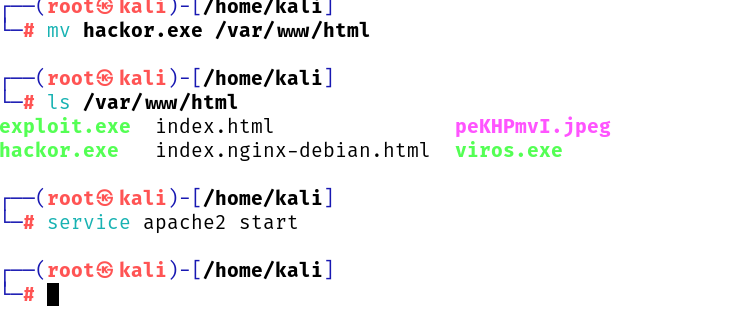 ┌──(root㉿kali)-[/home/kali]
└─# mv hackor.exe /var/www/html
┌──(root㉿kali)-[/home/kali]
└─# ls /var/www/html
exploit.exe  index.html                 peKHPmvI.jpeg
hackor.exe   index.nginx-debian.html  viros.exe
┌──(root㉿kali)-[/home/kali]
└─# service apache2 start
┌──(root㉿kali)-[/home/kali]
└─#